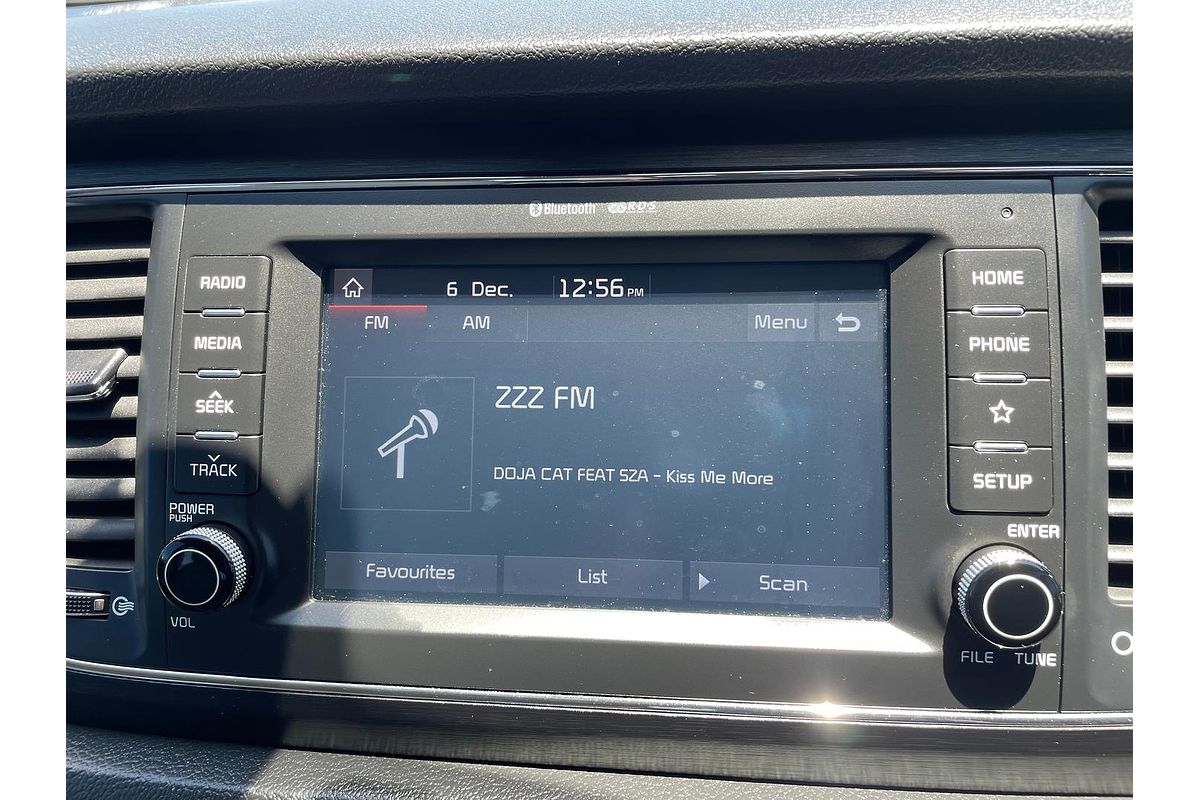 Bluetooth RDS
RADIO
MEDIA
SEEK
TRACK
POWER
PUSH
VOL
6 Dec. 12:56 PM
FM AM Menu
ZZZ FM
DOJA CAT FEAT SZA - Kiss Me More
Favourites List Scan
HOME
PHONE
SETUP
ENTER
FILE TUNE